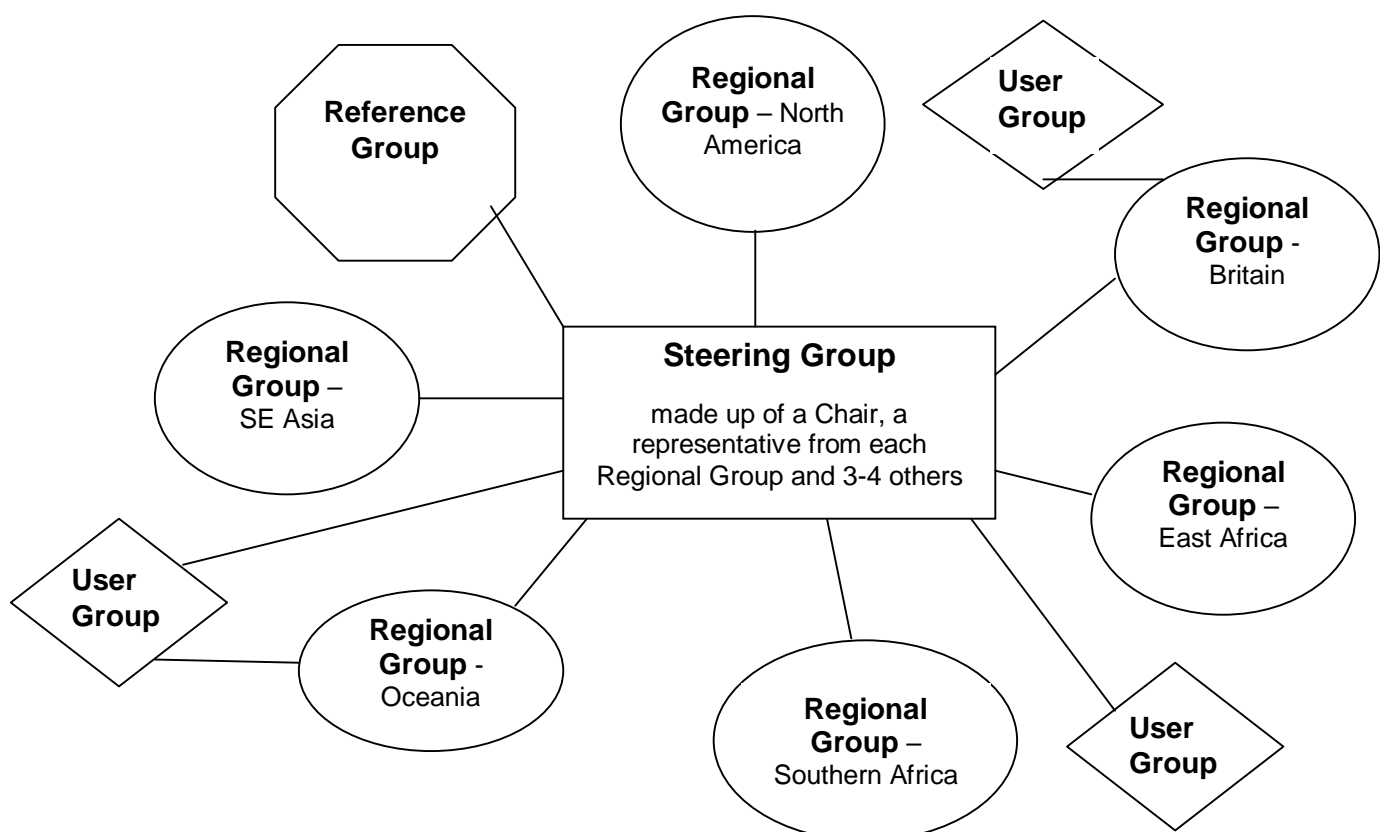 Reference
Group
Regional
Group – North
America
User
Group
Regional
Group -
Britain
Regional
Group –
SE Asia
Steering Group
made up of a Chair, a
representative from each
Regional Group and 3-4 others
Regional
Group –
East Africa
User
Group
Regional
Group -
Oceania
Regional
Group –
Southern Africa
User
Group